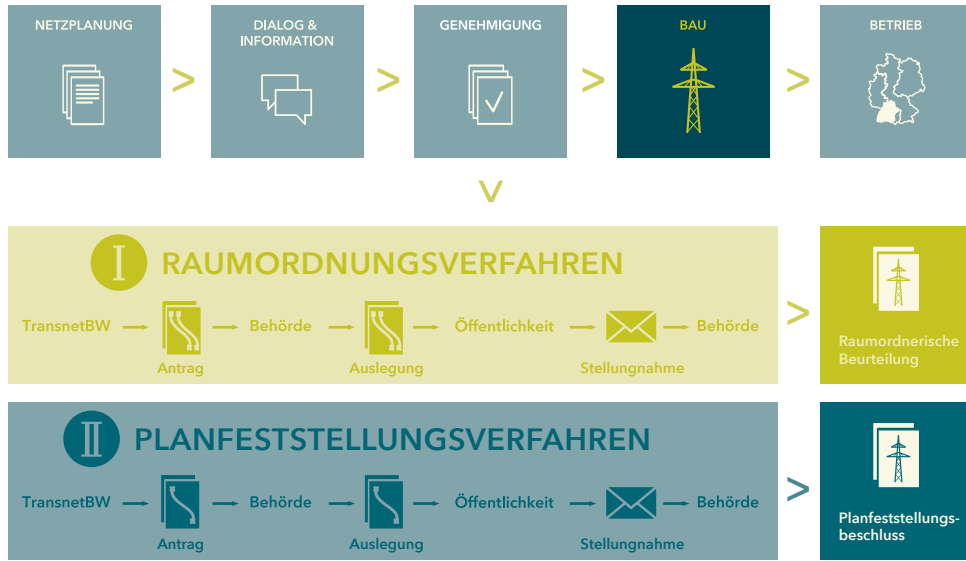 NETZPLANUNG
DIALOG &
INFORMATION
GENEHMIGUNG
BAU
BETRIEB
I RAUMORDNUNGSVERFAHREN
TransnetBW
Behörde
Öffentlichkeit
Behörde
Antrag
Auslegung
Stellungnahme
Raumordnerische
Beurteilung
II PLANFESTSTELLUNGSVERFAHREN
TransnetBW
Behörde
Öffentlichkeit
Behörde
Antrag
Auslegung
Stellungnahme
Planfeststellungs-
beschluss